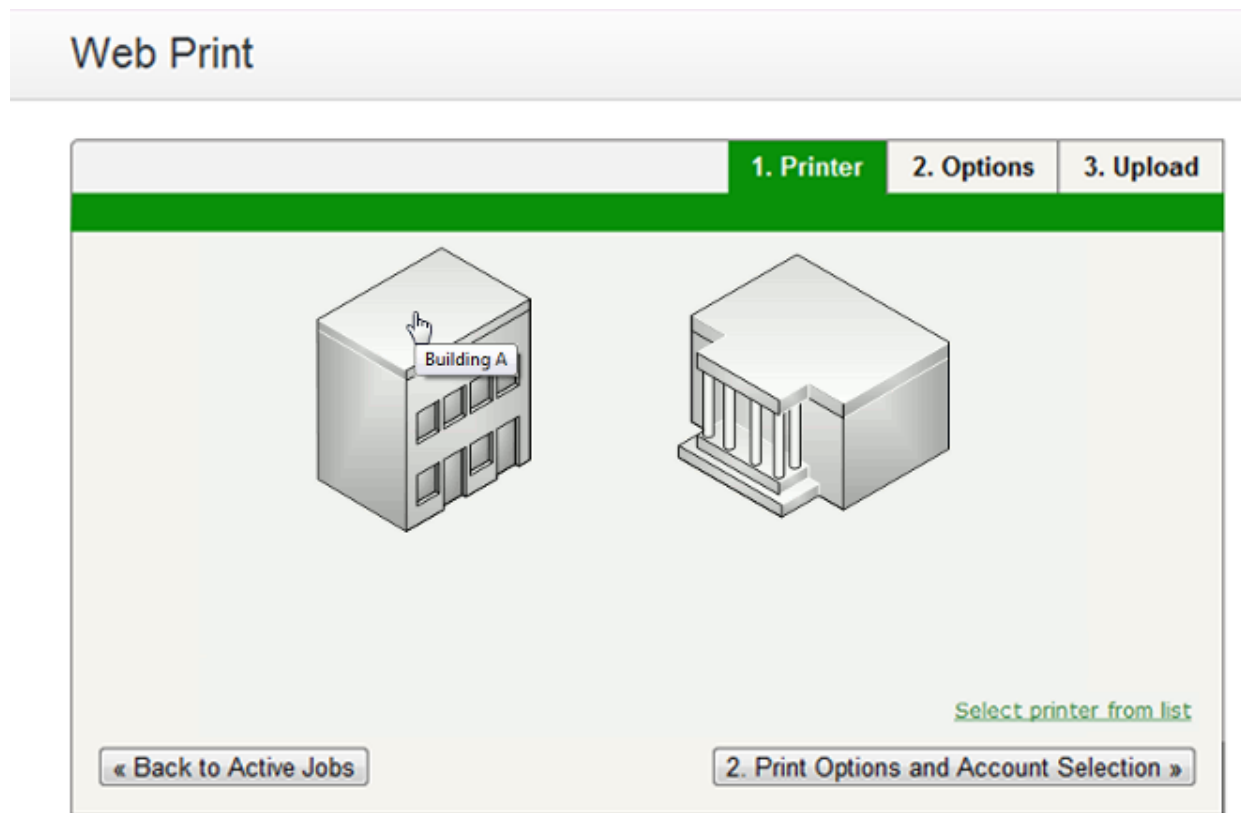 Web Print
1. Printer 2. Options 3. Upload
Building A
Select printer from list
« Back to Active Jobs 2. Print Options and Account Selection »